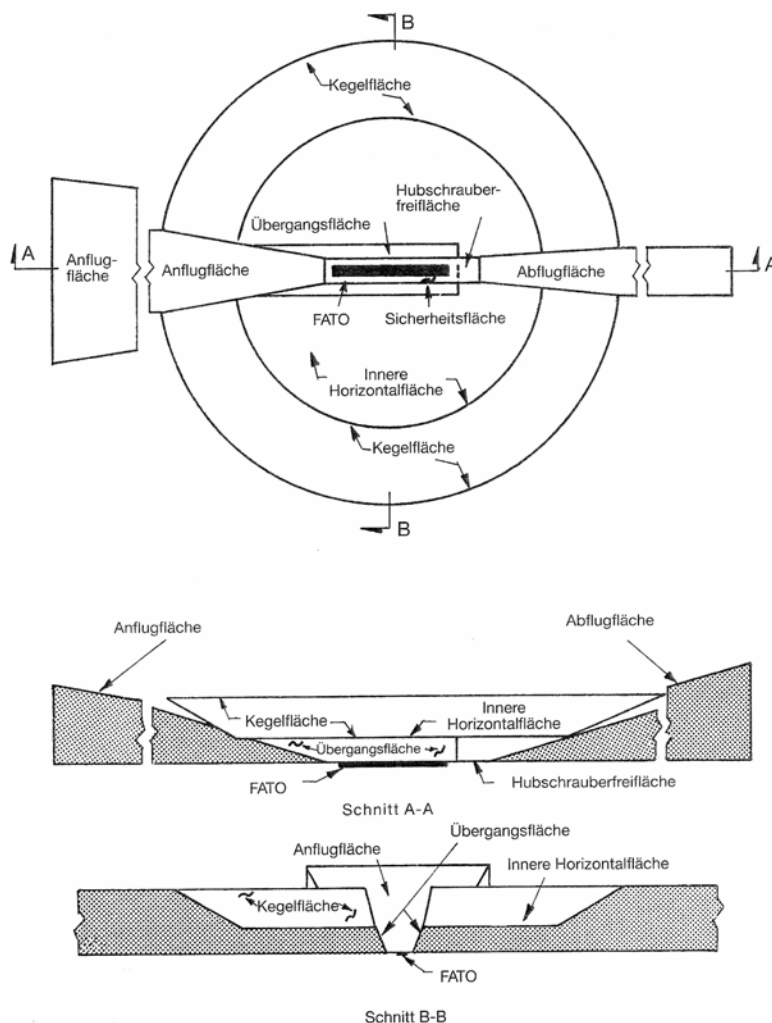 B
Kegelfläche
Hubschrauber-
freifläche
Übergangsfläche
A
Anflug-
fläche
Anflugfläche
Abflugfläche
A
FATO
Sicherheitsfläche
Innere
Horizontalfläche
Kegelfläche
B
Anflugfläche
Abflugfläche
Kegelfläche
Innere
Horizontalfläche
Übergangsfläche
FATO
Hubschrauberfreifläche
Schnitt A-A
Übergangsfläche
Anflugfläche
Innere Horizontalfläche
Kegelfläche
FATO
Schnitt B-B